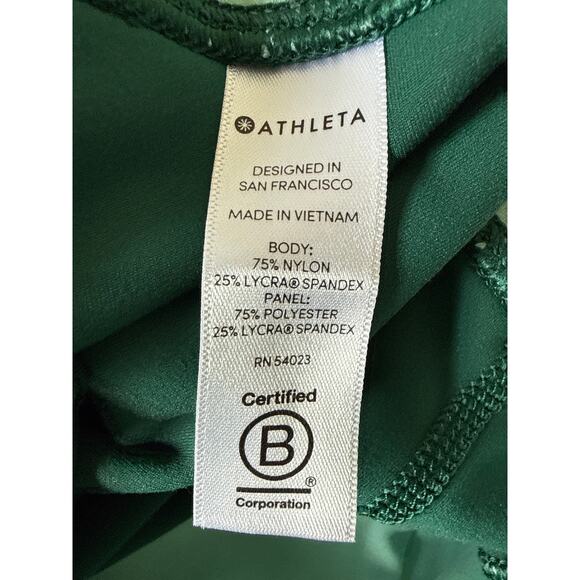 ATHLETA
DESIGNED IN
SAN FRANCISCO
MADE IN VIETNAM
BODY:
75% NYLON
25% LYCRA® SPANDEX
PANEL:
75% POLYESTER
25% LYCRA® SPANDEX
RN 54023
Certified
B
®
Corporation